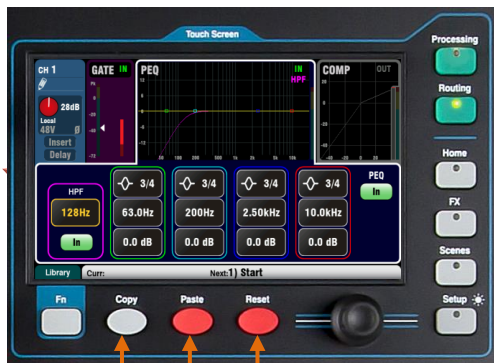 Touch Screen
Processing
CH 1
GATE IN
PEQ
IN
HPF
COMP
OUT
28dB
Local
48V Ø
Insert
Delay
Routing
Home
HPF
128Hz
In
3/4
63.0Hz
0.0 dB
3/4
200Hz
0.0 dB
3/4
2.50kHz
0.0 dB
3/4
10.0kHz
0.0 dB
PEQ
In
FX
Scenes
Library
Curr:
Next:1) Start
Fn
Copy
Paste
Reset
Setup